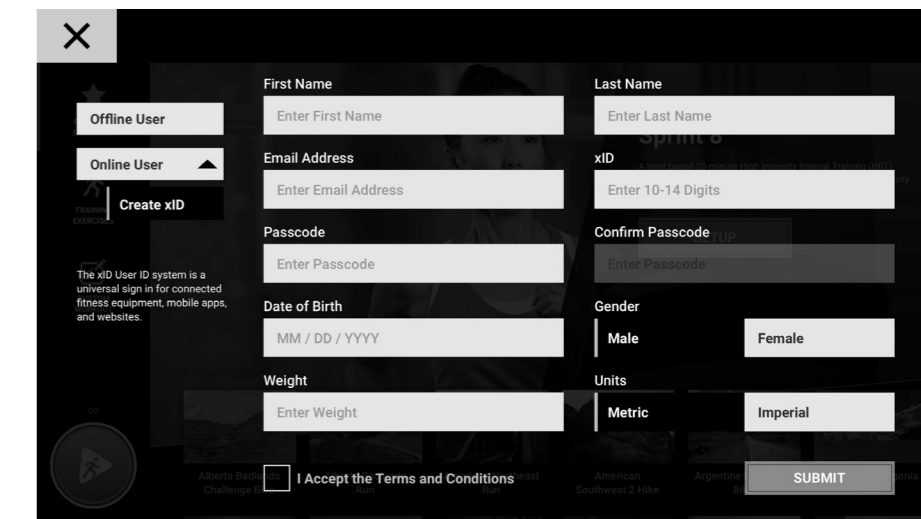 First Name
Last Name
Enter First Name
Enter Last Name
Offline User
Sprint 8
Email Address
xID
Online User
A level based 20 minute High Intensity Interval Training (HIIT)
Enter Email Address
Enter 10-14 Digits
Create xID
TRAINING
EXERCISES
Passcode
Confirm Passcode
SETUP
Enter Passcode
Enter Passcode
The xID User ID system is a
universal sign in for connected
fitness equipment, mobile apps,
and websites.
Date of Birth
Gender
MM / DD / YYYY
Male
Female
Weight
Units
Enter Weight
Metric
Imperial
I Accept the Terms and Conditions
SUBMIT
Alberta Badlands
Challenge
Run
Run
American
Southwest 2 Hike
Argentine